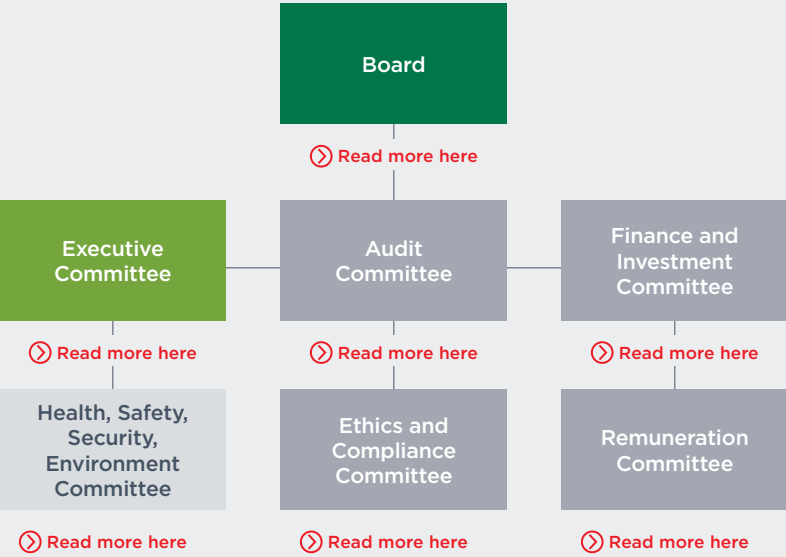 Board
Read more here
Executive
Committee
Audit
Committee
Finance and
Investment
Committee
Read more here
Read more here
Read more here
Health, Safety,
Security,
Environment
Committee
Ethics and
Compliance
Committee
Remuneration
Committee
Read more here
Read more here
Read more here